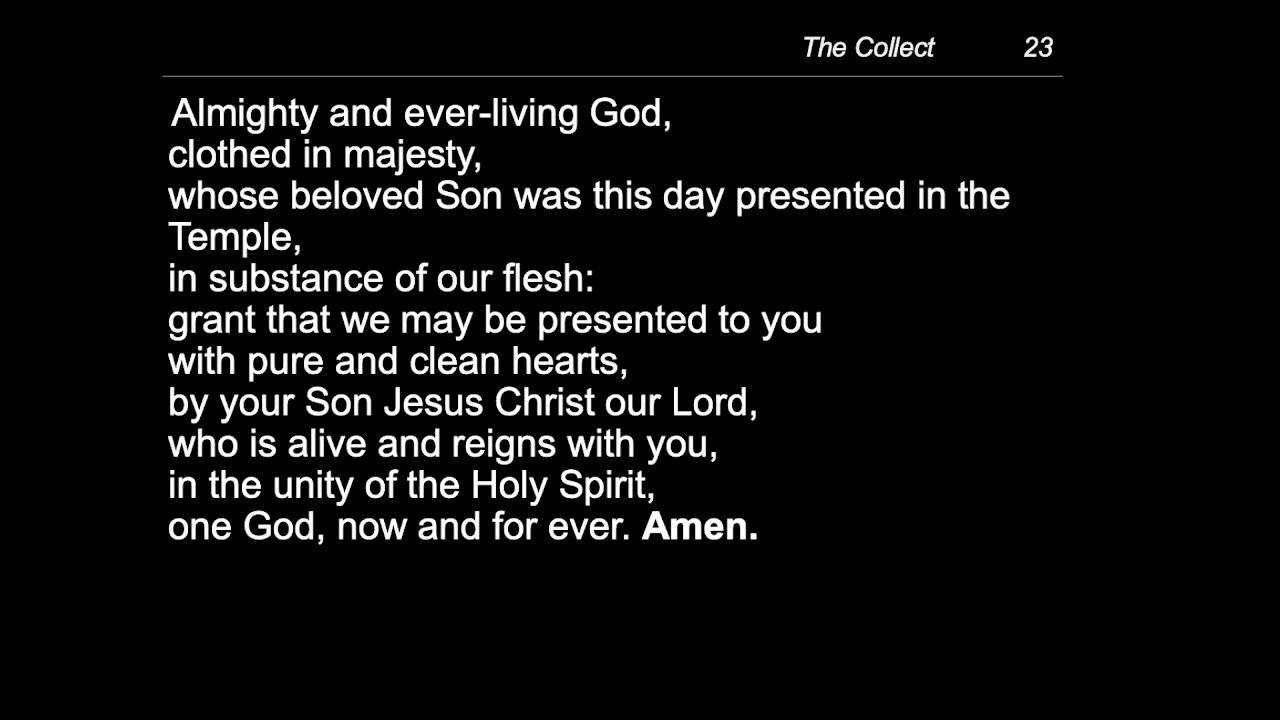 The Collect 23
Almighty and ever-living God,
clothed in majesty,
whose beloved Son was this day presented in the
Temple,
in substance of our flesh:
grant that we may be presented to you
with pure and clean hearts,
by your Son Jesus Christ our Lord,
who is alive and reigns with you,
in the unity of the Holy Spirit,
one God, now and for ever. Amen.